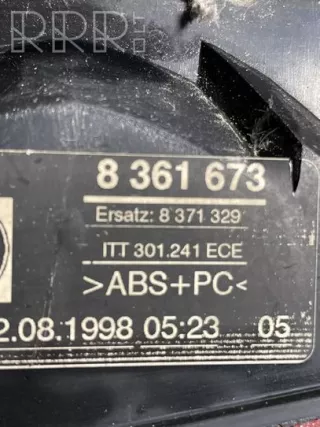 RRR
8 361 673
Ersatz: 8 371 329
ITT 301.241 ECE
>ABS+PC<
2.08.1998 05:23 05